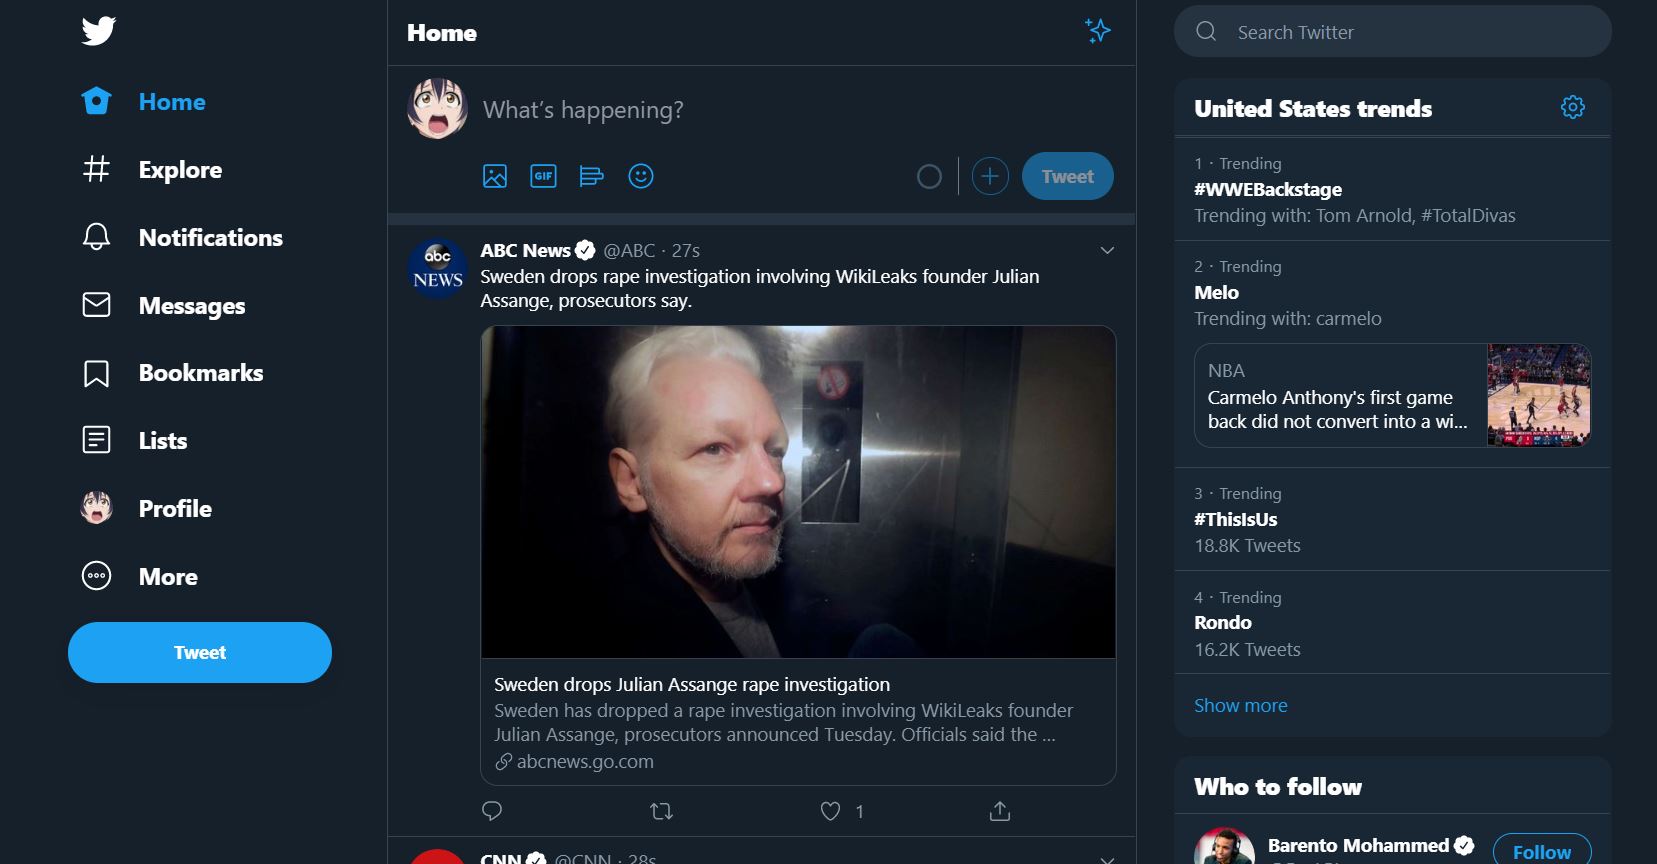 Home
Explore
Notifications
Messages
Bookmarks
Lists
Profile
More
Tweet
Home
What's happening?
GIF
Tweet
abc
NEWS
ABC News @ABC · 27s
Sweden drops rape investigation involving WikiLeaks founder Julian
Assange, prosecutors say.
Sweden drops Julian Assange rape investigation
Sweden has dropped a rape investigation involving WikiLeaks founder
Julian Assange, prosecutors announced Tuesday. Officials said the ...
abcnews.go.com
1
CNN @CNN · 28s
Search Twitter
United States trends
1 · Trending
#WWEBackstage
Trending with: Tom Arnold, #TotalDivas
2 · Trending
Melo
Trending with: carmelo
NBA
Carmelo Anthony's first game
back did not convert into a wi...
3 · Trending
#ThisIsUs
18.8K Tweets
4 · Trending
Rondo
16.2K Tweets
Show more
Who to follow
Barento Mohammed
Follow